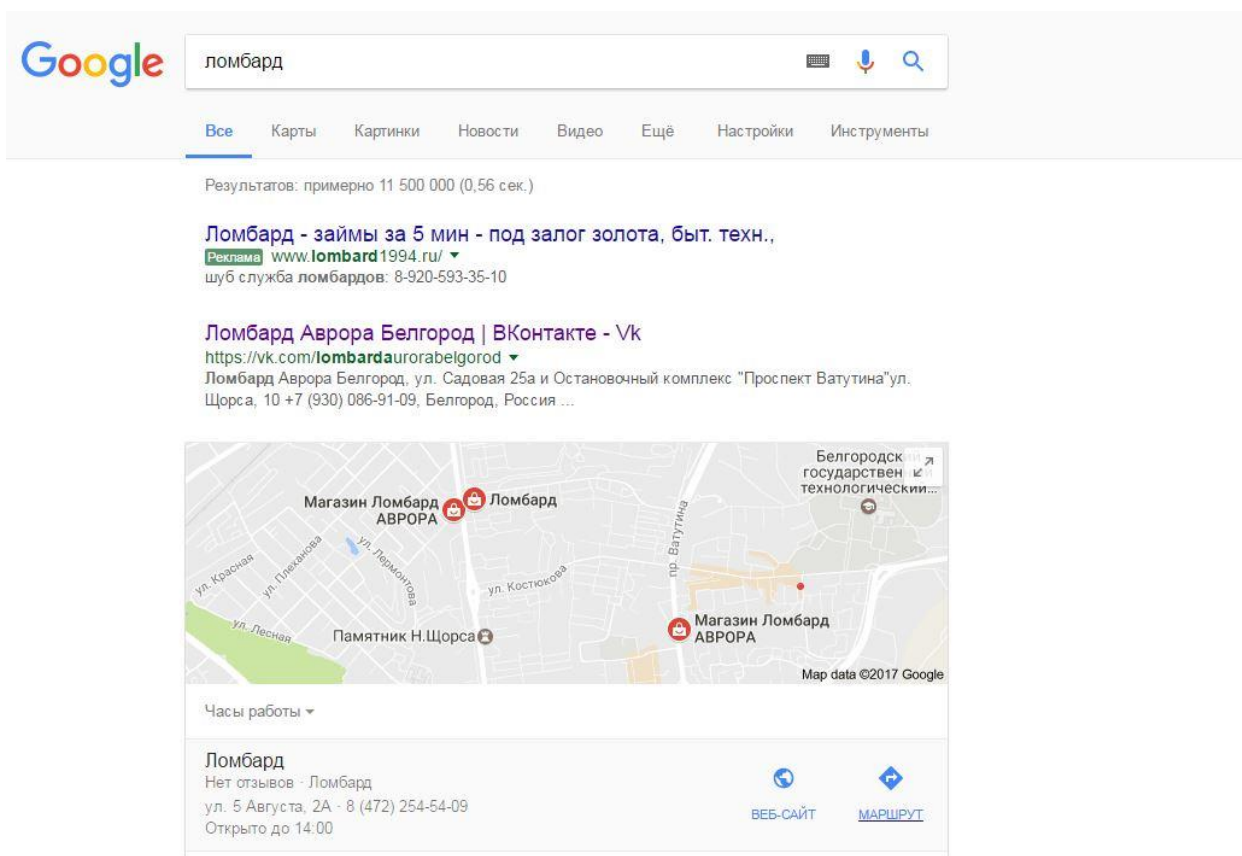 Google
ломбард
Все Карты Картинки Новости Видео Ещё Настройки Инструменты
Результатов: примерно 11 500 000 (0,56 сек.)
Ломбард - займы за 5 мин - под залог золота, быт. техн.,
Реклама www.lombard1994.ru/
шуб служба ломбардов: 8-920-593-35-10
Ломбард Аврора Белгород | ВКонтакте - Vk
https://vk.com/lombardaurorabelgorod
Ломбард Аврора Белгород, ул. Садовая 25а и Остановочный комплекс "Проспект Ватутина"ул.
Щорса, 10 +7 (930) 086-91-09, Белгород, Россия ...
Белгородский
государственный
технологический...
Магазин Ломбард
АВРОРА
Ломбард
пр. Ватутина
ул. Красная
ул. Плеханова
ул. Лермонтова
ул. Костюкова
ул. Лесная
Памятник Н.Щорса
Магазин Ломбард
АВРОРА
Map data ©2017 Google
Часы работы
Ломбард
Нет отзывов · Ломбард
ул. 5 Августа, 2А · 8 (472) 254-54-09
Открыто до 14:00
ВЕБ-САЙТ МАРШРУТ